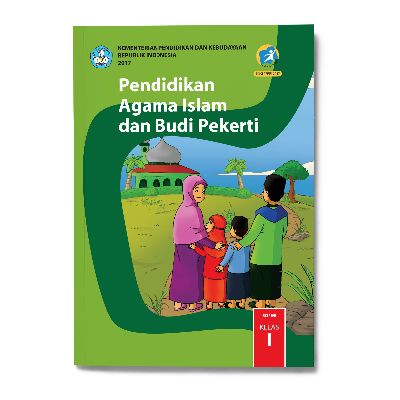 KEMENTERIAN PENDIDIKAN DAN KEBUDAYAAN
REPUBLIK INDONESIA
2017
Pendidikan
Agama Islam
dan Budi Pekerti
KELAS
I